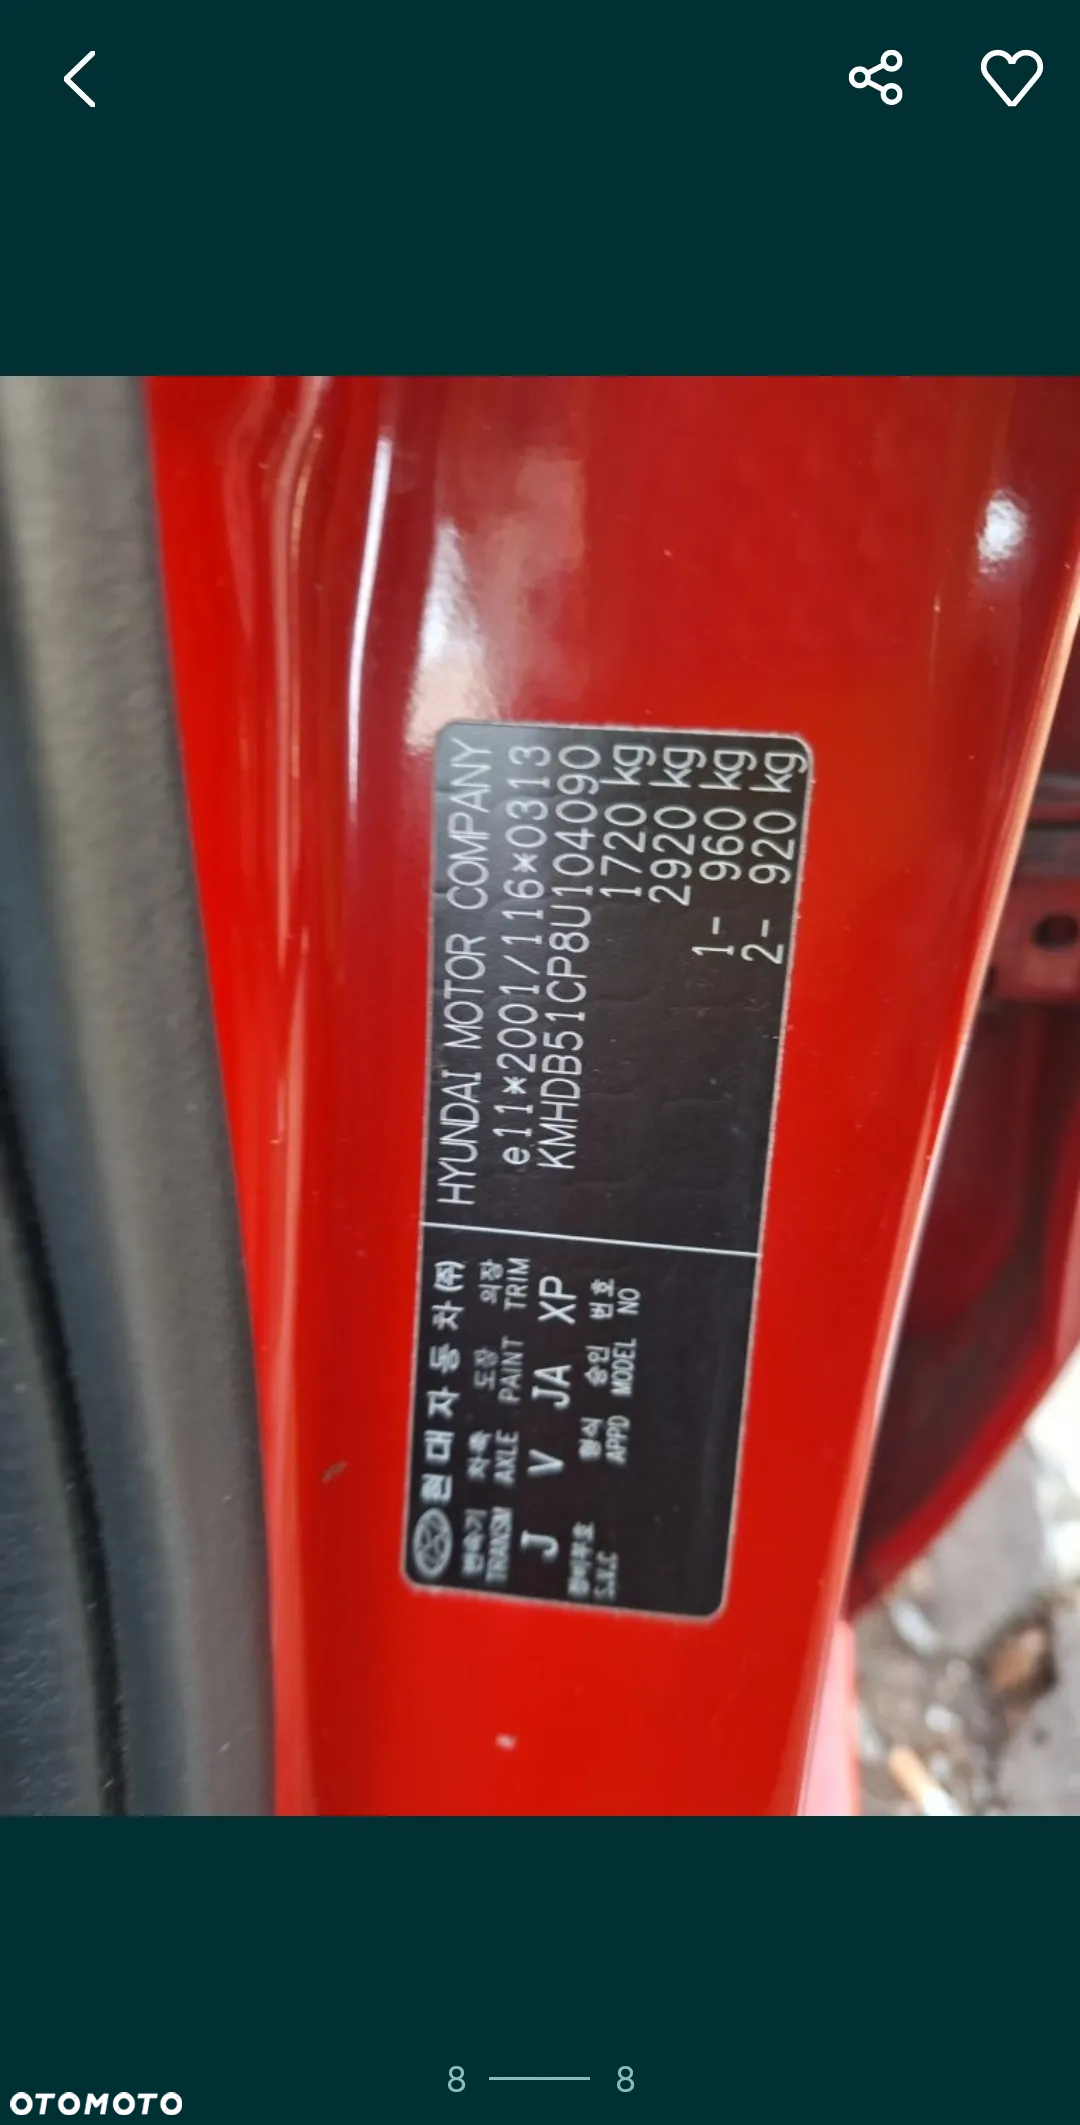 HYUNDAI MOTOR COMPANY
e11*2001/116*0313
KMHDB51CP8U104090
1720 kg
2920 kg
1- 960 kg
2- 920 kg
현대자동차(주)
변속기 차축 도장 의장
TRANSM AXLE PAINT TRIM
J V JA XP
형식 승인 번호
S.V.C APPD MODEL NO
8 8
OTOMOTO